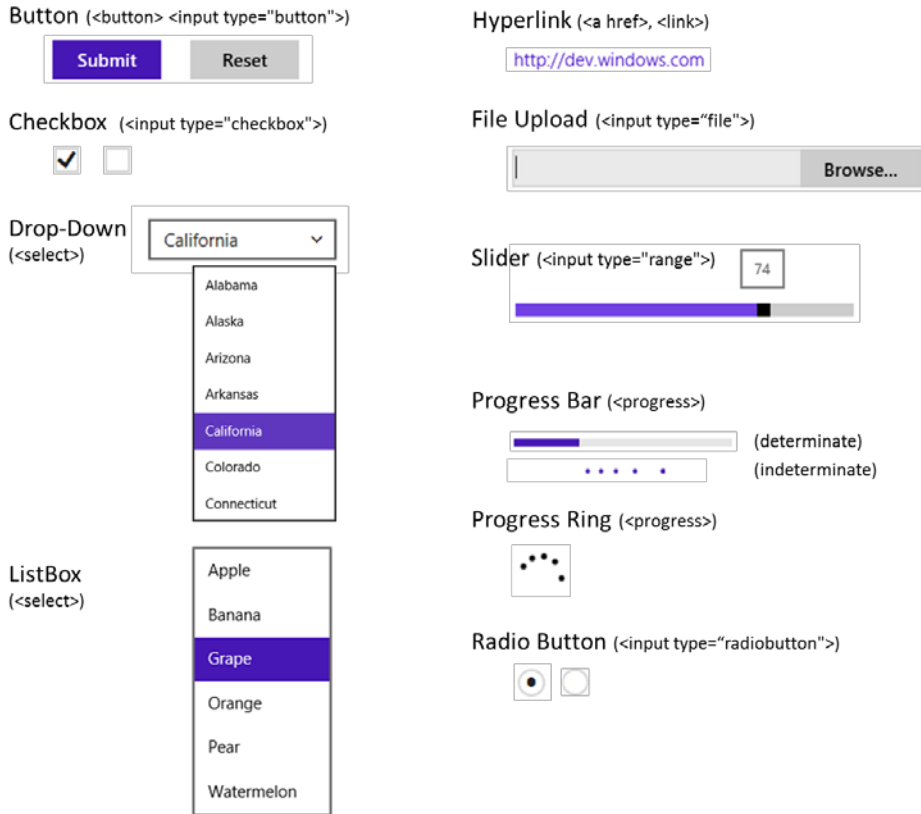 Button (<button> <input type="button">)
Submit
Reset
Checkbox (<input type="checkbox">)
Drop-Down
(<select>)
California
Alabama
Alaska
Arizona
Arkansas
California
Colorado
Connecticut
ListBox
(<select>)
Apple
Banana
Grape
Orange
Pear
Watermelon
Hyperlink (<a href>, <link>)
http://dev.windows.com
File Upload (<input type=“file">)
Browse...
Slider (<input type="range">)
74
Progress Bar (<progress>)
(determinate)
(indeterminate)
Progress Ring (<progress>)
Radio Button (<input type=“radiobutton">)